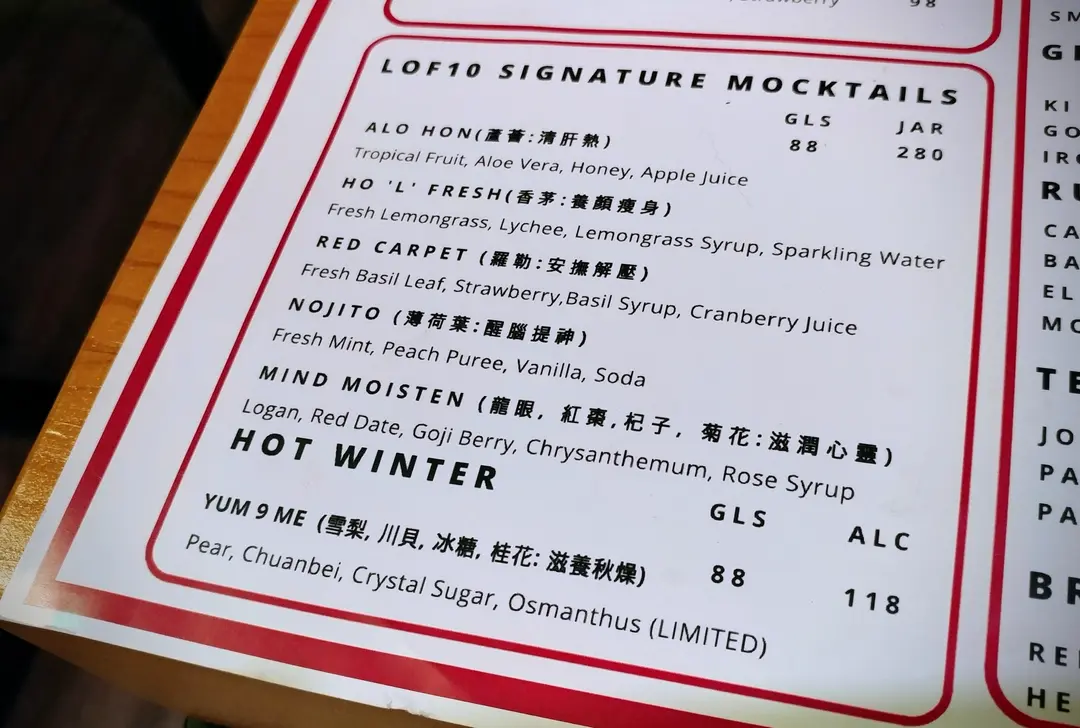 98
LOF10 SIGNATURE MOCKTAILS
GLS JAR
88 280
ALO HON(蘆薈:清肝熱)
Tropical Fruit, Aloe Vera, Honey, Apple Juice
HO 'L' FRESH(香茅:養顏瘦身)
Fresh Lemongrass, Lychee, Lemongrass Syrup, Sparkling Water
RED CARPET (羅勒:安撫解壓)
Fresh Basil Leaf, Strawberry,Basil Syrup, Cranberry Juice
NOJITO (薄荷葉:醒腦提神)
Fresh Mint, Peach Puree, Vanilla, Soda
MIND MOISTEN (龍眼, 紅棗,杞子, 菊花:滋潤心靈)
Logan, Red Date, Goji Berry, Chrysanthemum, Rose Syrup
HOT WINTER
GLS ALC
YUM 9 ME (雪梨, 川貝, 冰糖, 桂花: 滋養秋燥) 88 118
Pear, Chuanbei, Crystal Sugar, Osmanthus (LIMITED)